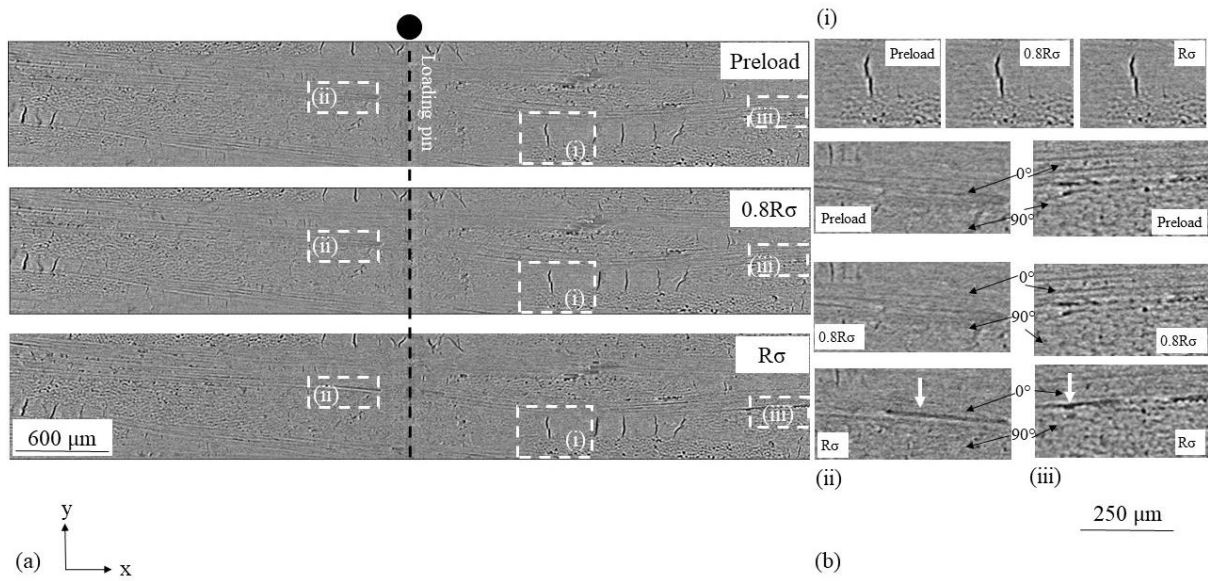 Preload
Loading pin
(ii)
(iii)
(i)
0.8Rσ
(ii)
(iii)
(i)
Rσ
(ii)
(iii)
(i)
600 μm
y
x
(a)
(i)
Preload
0.8Rσ
Rσ
0°
90°
Preload
Preload
0°
90°
0.8Rσ
0.8Rσ
0°
90°
Rσ
Rσ
(ii)
(iii)
250 μm
(b)